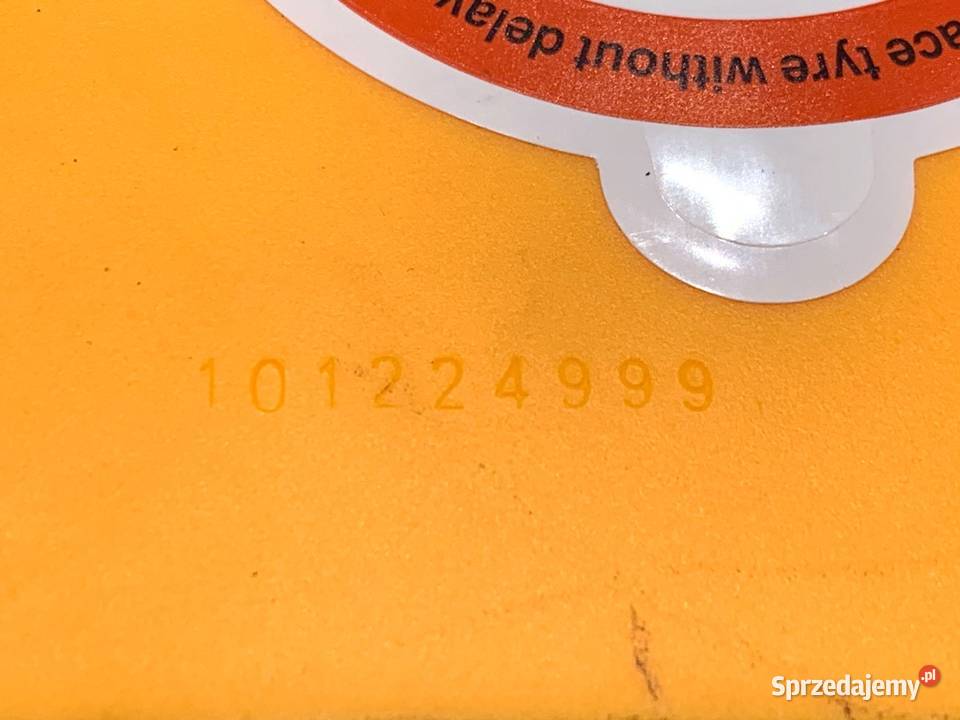 ace tyre without delay
101224999
Sprzedajemy.pl